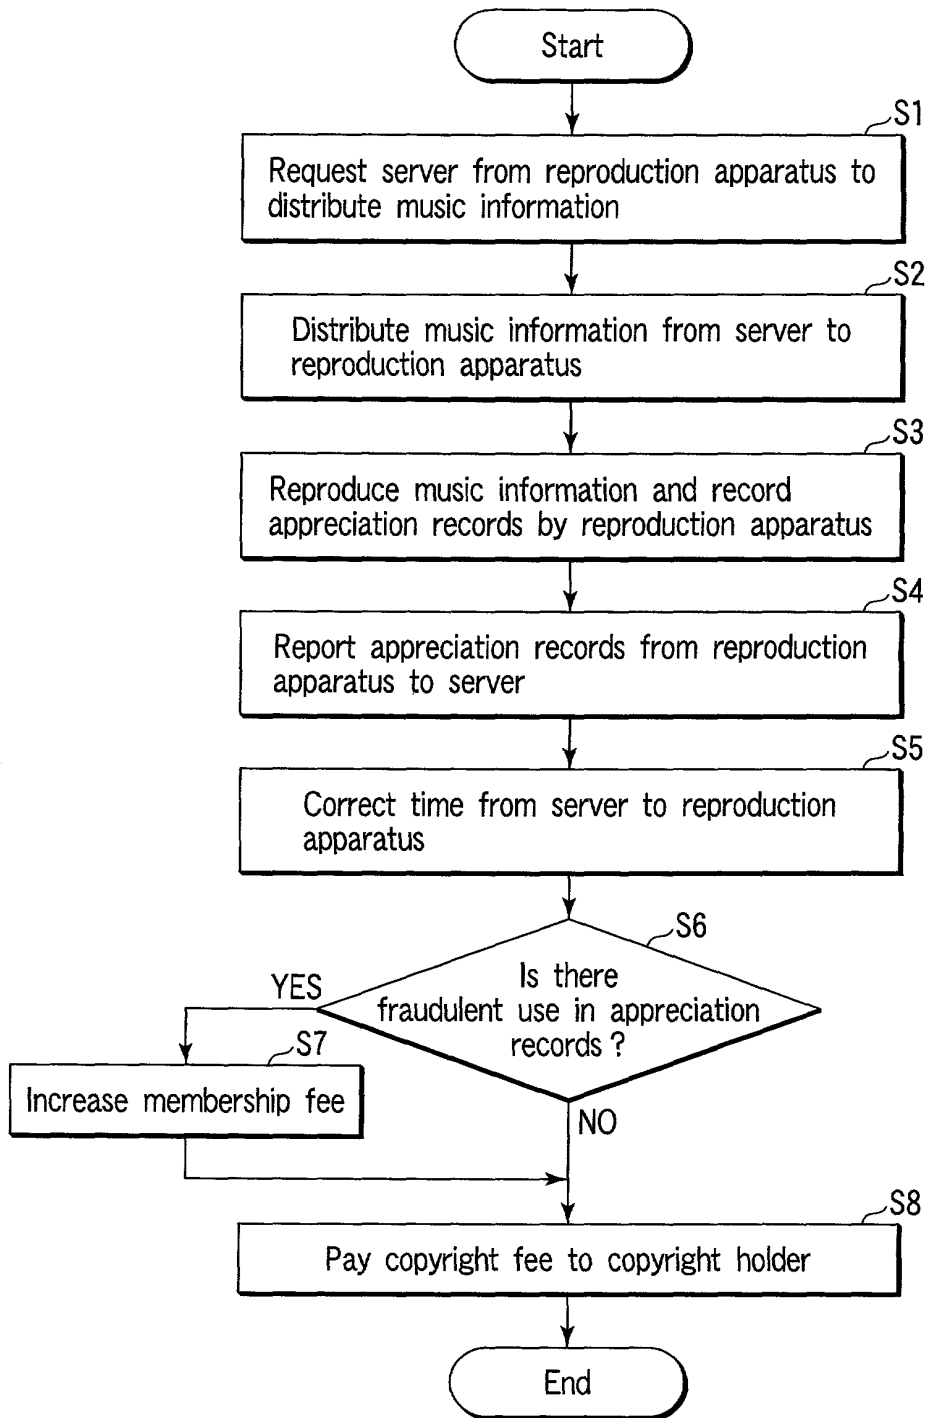 Start
S1
Request server from reproduction apparatus to
distribute music information
S2
Distribute music information from server to
reproduction apparatus
S3
Reproduce music information and record
appreciation records by reproduction apparatus
S4
Report appreciation records from reproduction
apparatus to server
S5
Correct time from server to reproduction
apparatus
S6
Is there
fraudulent use in appreciation
records ?
YES
S7
Increase membership fee
NO
S8
Pay copyright fee to copyright holder
End